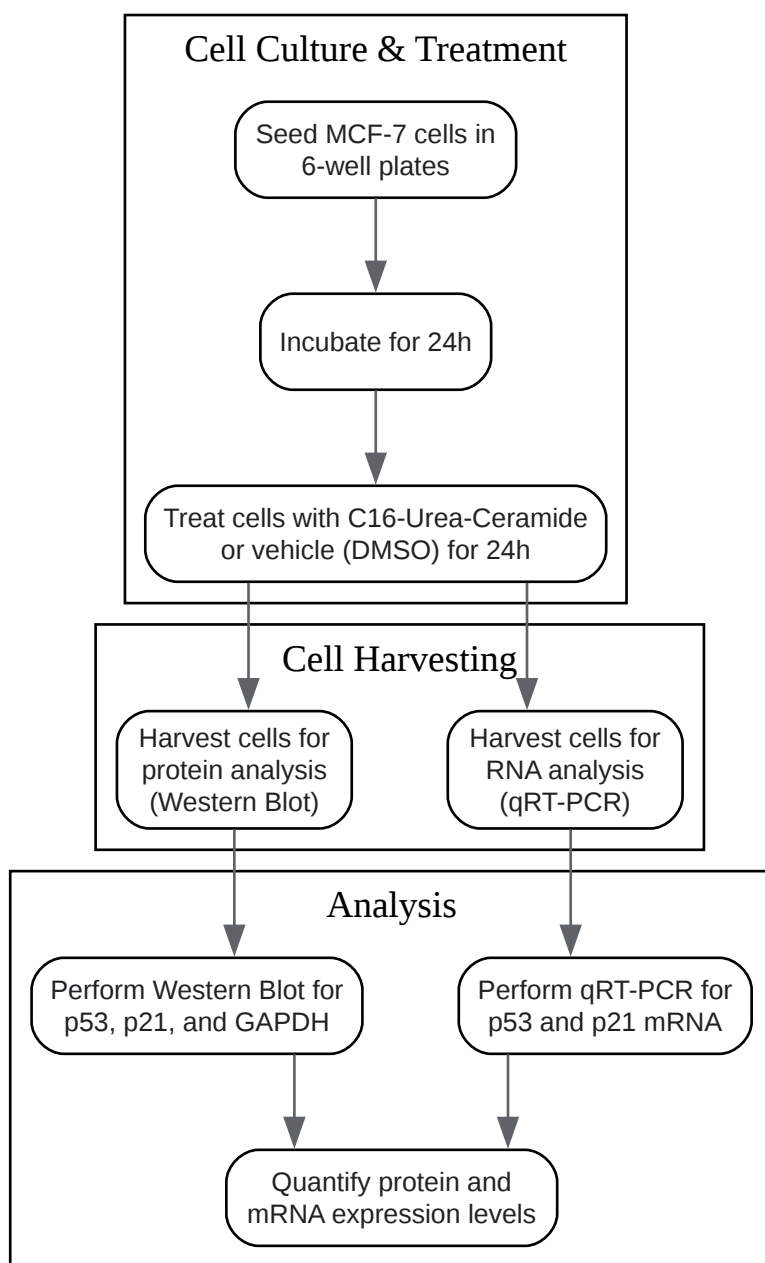 Cell Culture & Treatment
Seed MCF-7 cells in
6-well plates
Incubate for 24h
Treat cells with C16-Urea-Ceramide
or vehicle (DMSO) for 24h
Cell Harvesting
Harvest cells for
protein analysis
(Western Blot)
Harvest cells for
RNA analysis
(qRT-PCR)
Analysis
Perform Western Blot for
p53, p21, and GAPDH
Perform qRT-PCR for
p53 and p21 mRNA
Quantify protein and
mRNA expression levels